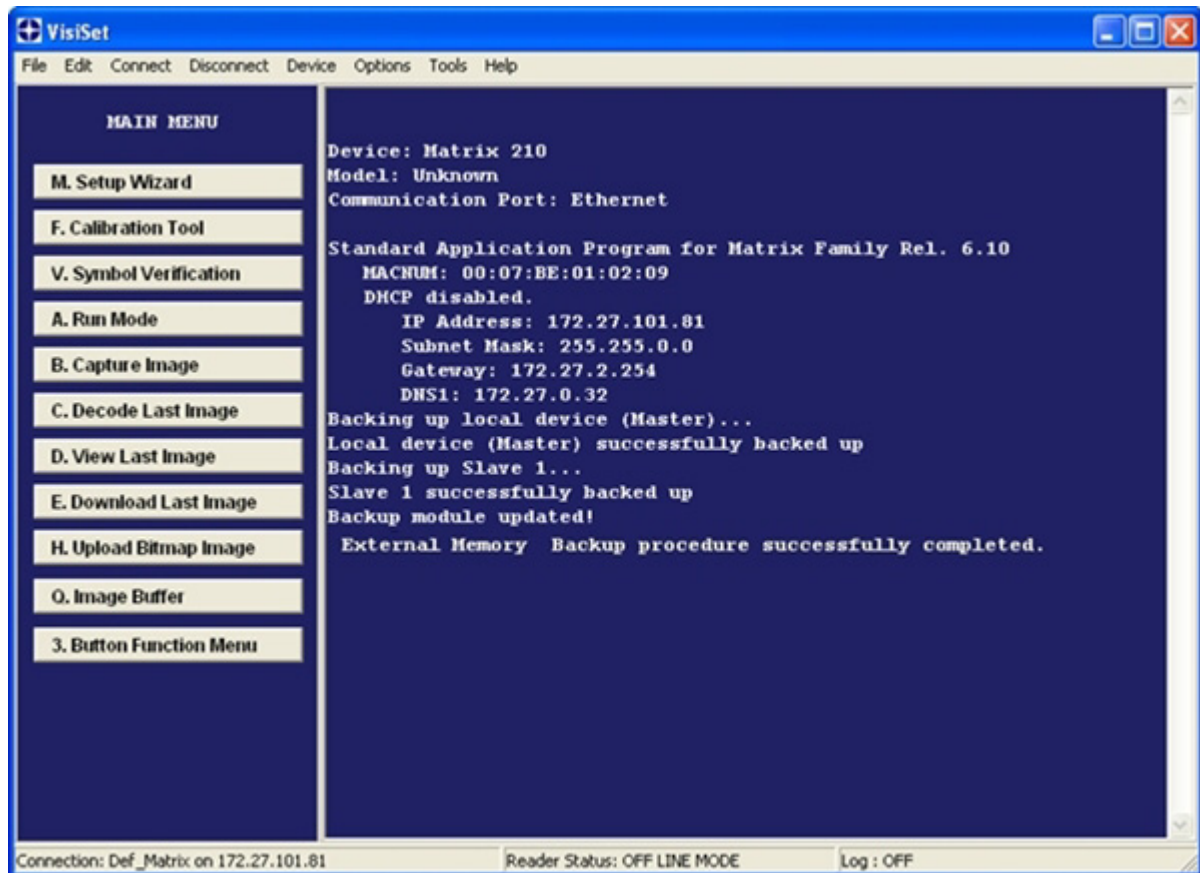 VisiSet
File Edit Connect Disconnect Device Options Tools Help
MAIN MENU
M. Setup Wizard
F. Calibration Tool
V. Symbol Verification
A. Run Mode
B. Capture Image
C. Decode Last Image
D. View Last Image
E. Download Last Image
H. Upload Bitmap Image
Q. Image Buffer
3. Button Function Menu
Device: Matrix 210
Model: Unknown
Communication Port: Ethernet
Standard Application Program for Matrix Family Rel. 6.10
MACNUM: 00:07:BE:01:02:09
DHCP disabled.
IP Address: 172.27.101.81
Subnet Mask: 255.255.0.0
Gateway: 172.27.2.254
DNS1: 172.27.0.32
Backing up local device (Master)...
Local device (Master) successfully backed up
Backing up Slave 1...
Slave 1 successfully backed up
Backup module updated!
External Memory Backup procedure successfully completed.
Connection: Def_Matrix on 172.27.101.81
Reader Status: OFF LINE MODE
Log : OFF